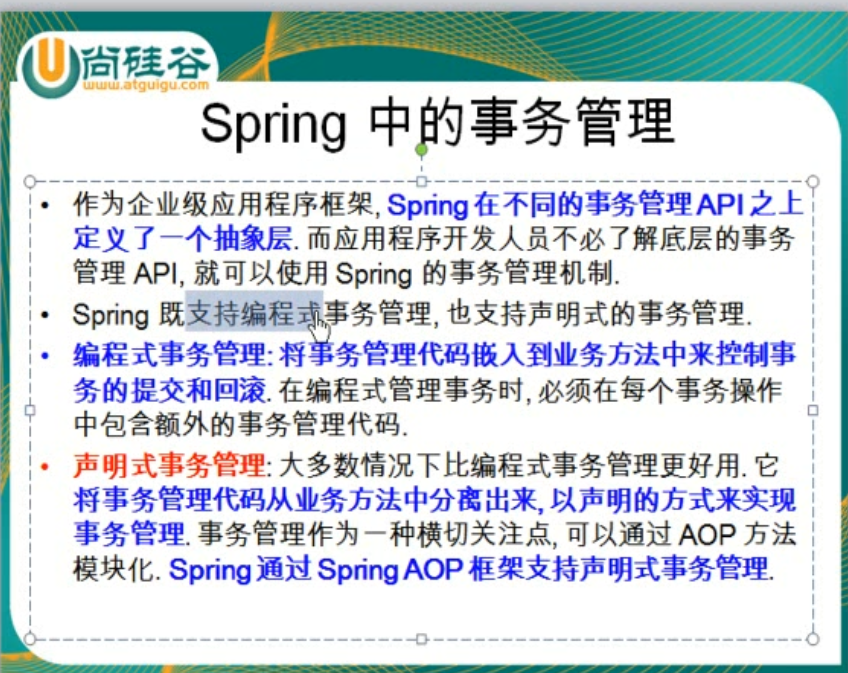 尚硅谷
www.atguigu.com
Spring 中的事务管理
• 作为企业级应用程序框架, Spring 在不同的事务管理 API 之上
定义了一个抽象层. 而应用程序开发人员不必了解底层的事务
管理 API, 就可以使用 Spring 的事务管理机制.
• Spring 既支持编程式事务管理, 也支持声明式的事务管理.
• 编程式事务管理: 将事务管理代码嵌入到业务方法中来控制事
务的提交和回滚. 在编程式管理事务时, 必须在每个事务操作
中包含额外的事务管理代码.
• 声明式事务管理: 大多数情况下比编程式事务管理更好用. 它
将事务管理代码从业务方法中分离出来, 以声明的方式来实现
事务管理. 事务管理作为一种横切关注点, 可以通过 AOP 方法
模块化. Spring 通过 Spring AOP 框架支持声明式事务管理.